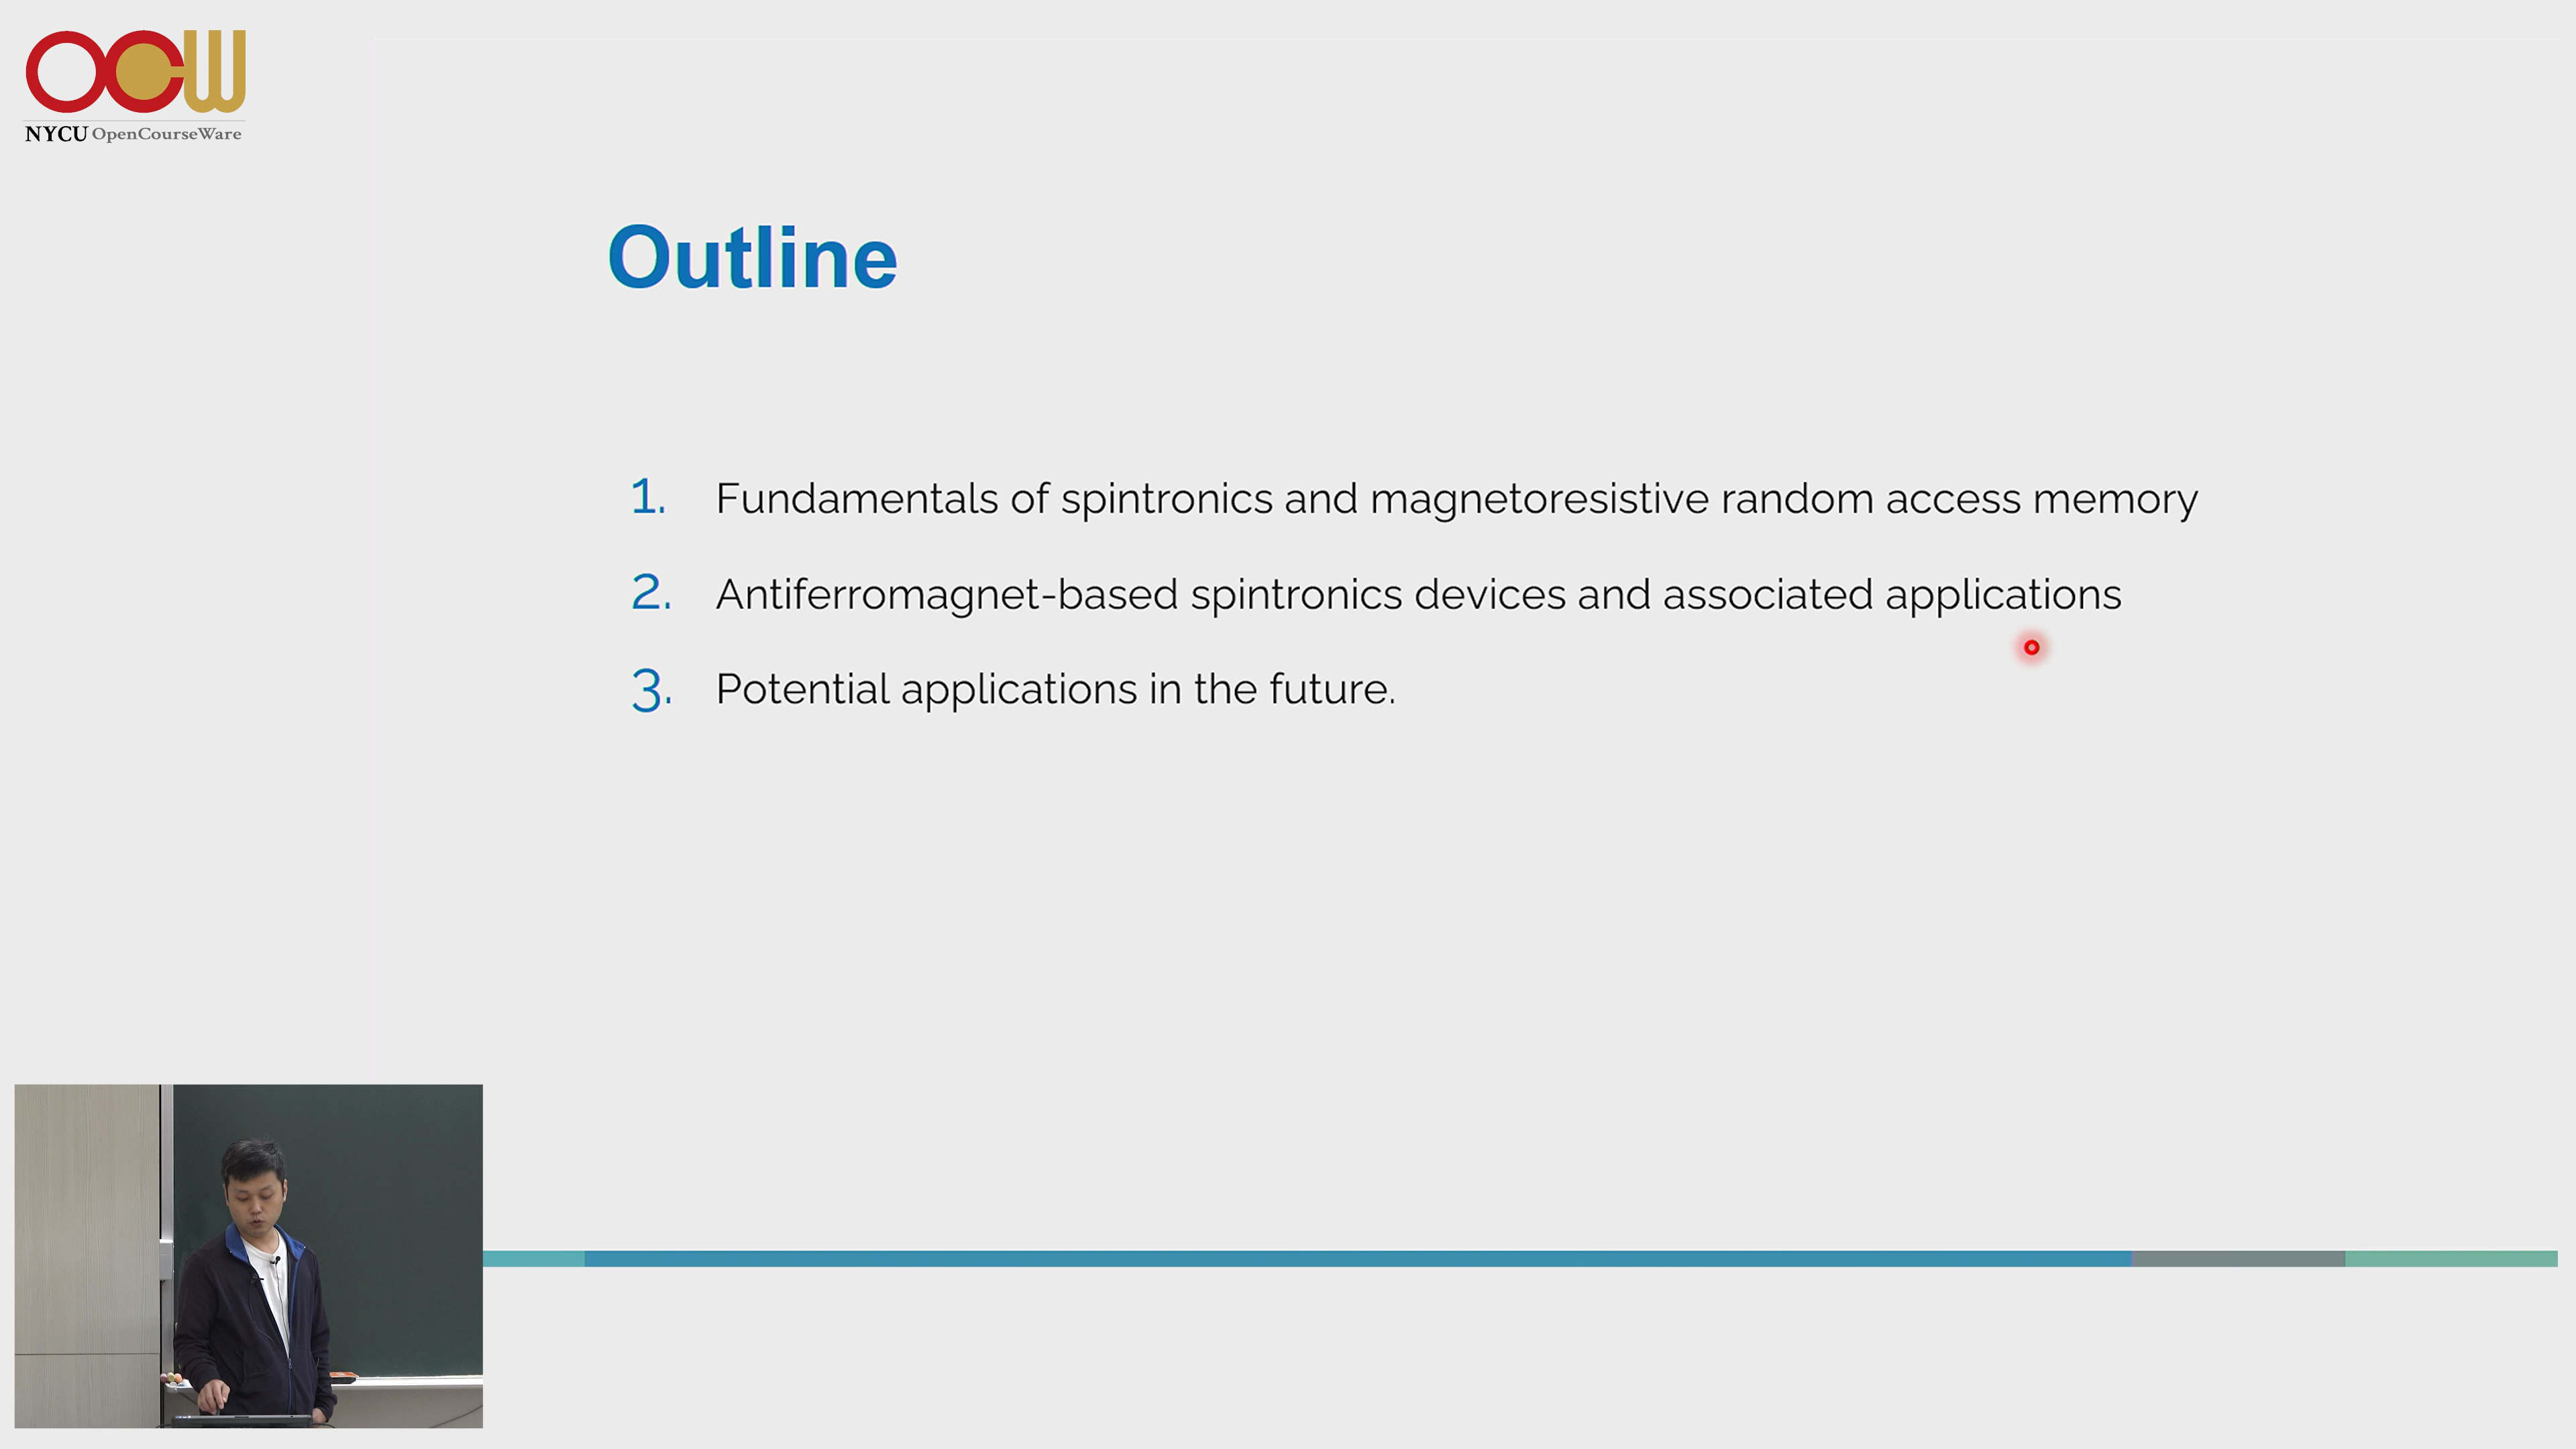 OCW
NYCU OpenCourseWare
Outline
1. Fundamentals of spintronics and magnetoresistive random access memory
2. Antiferromagnet-based spintronics devices and associated applications
3. Potential applications in the future.